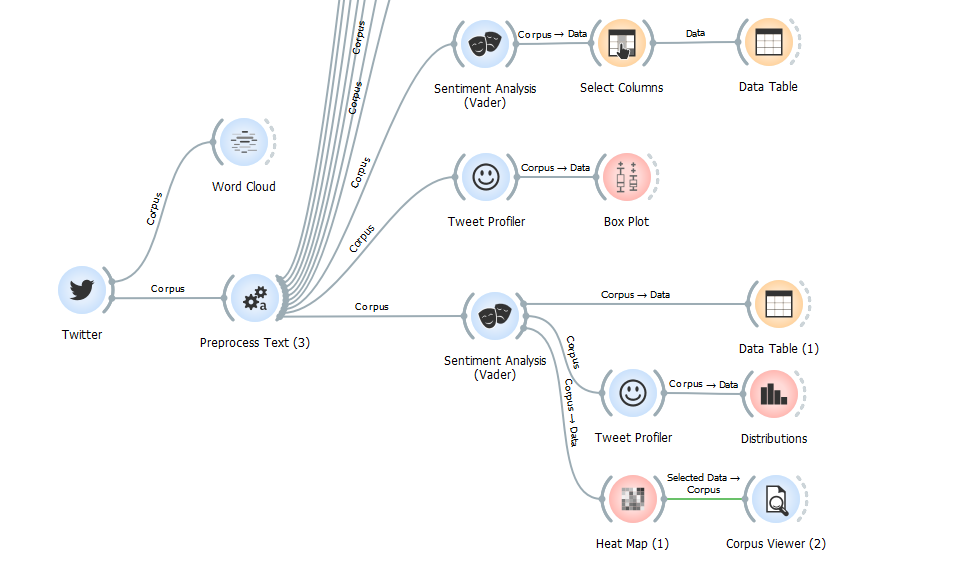 Corpus
Corpus
Corpus
Corpus
Corpus
Corpus
Corpus → Data
Data
Sentiment Analysis
(Vader)
Select Columns
Data Table
Word Cloud
Corpus → Data
Tweet Profiler
Box Plot
Twitter
Corpus
a
Preprocess Text (3)
Corpus
Sentiment Analysis
(Vader)
Corpus → Data
Data Table (1)
Corpus
Corpus → Data
Tweet Profiler
Corpus → Data
Distributions
Heat Map (1)
Selected Data →
Corpus
Corpus Viewer (2)